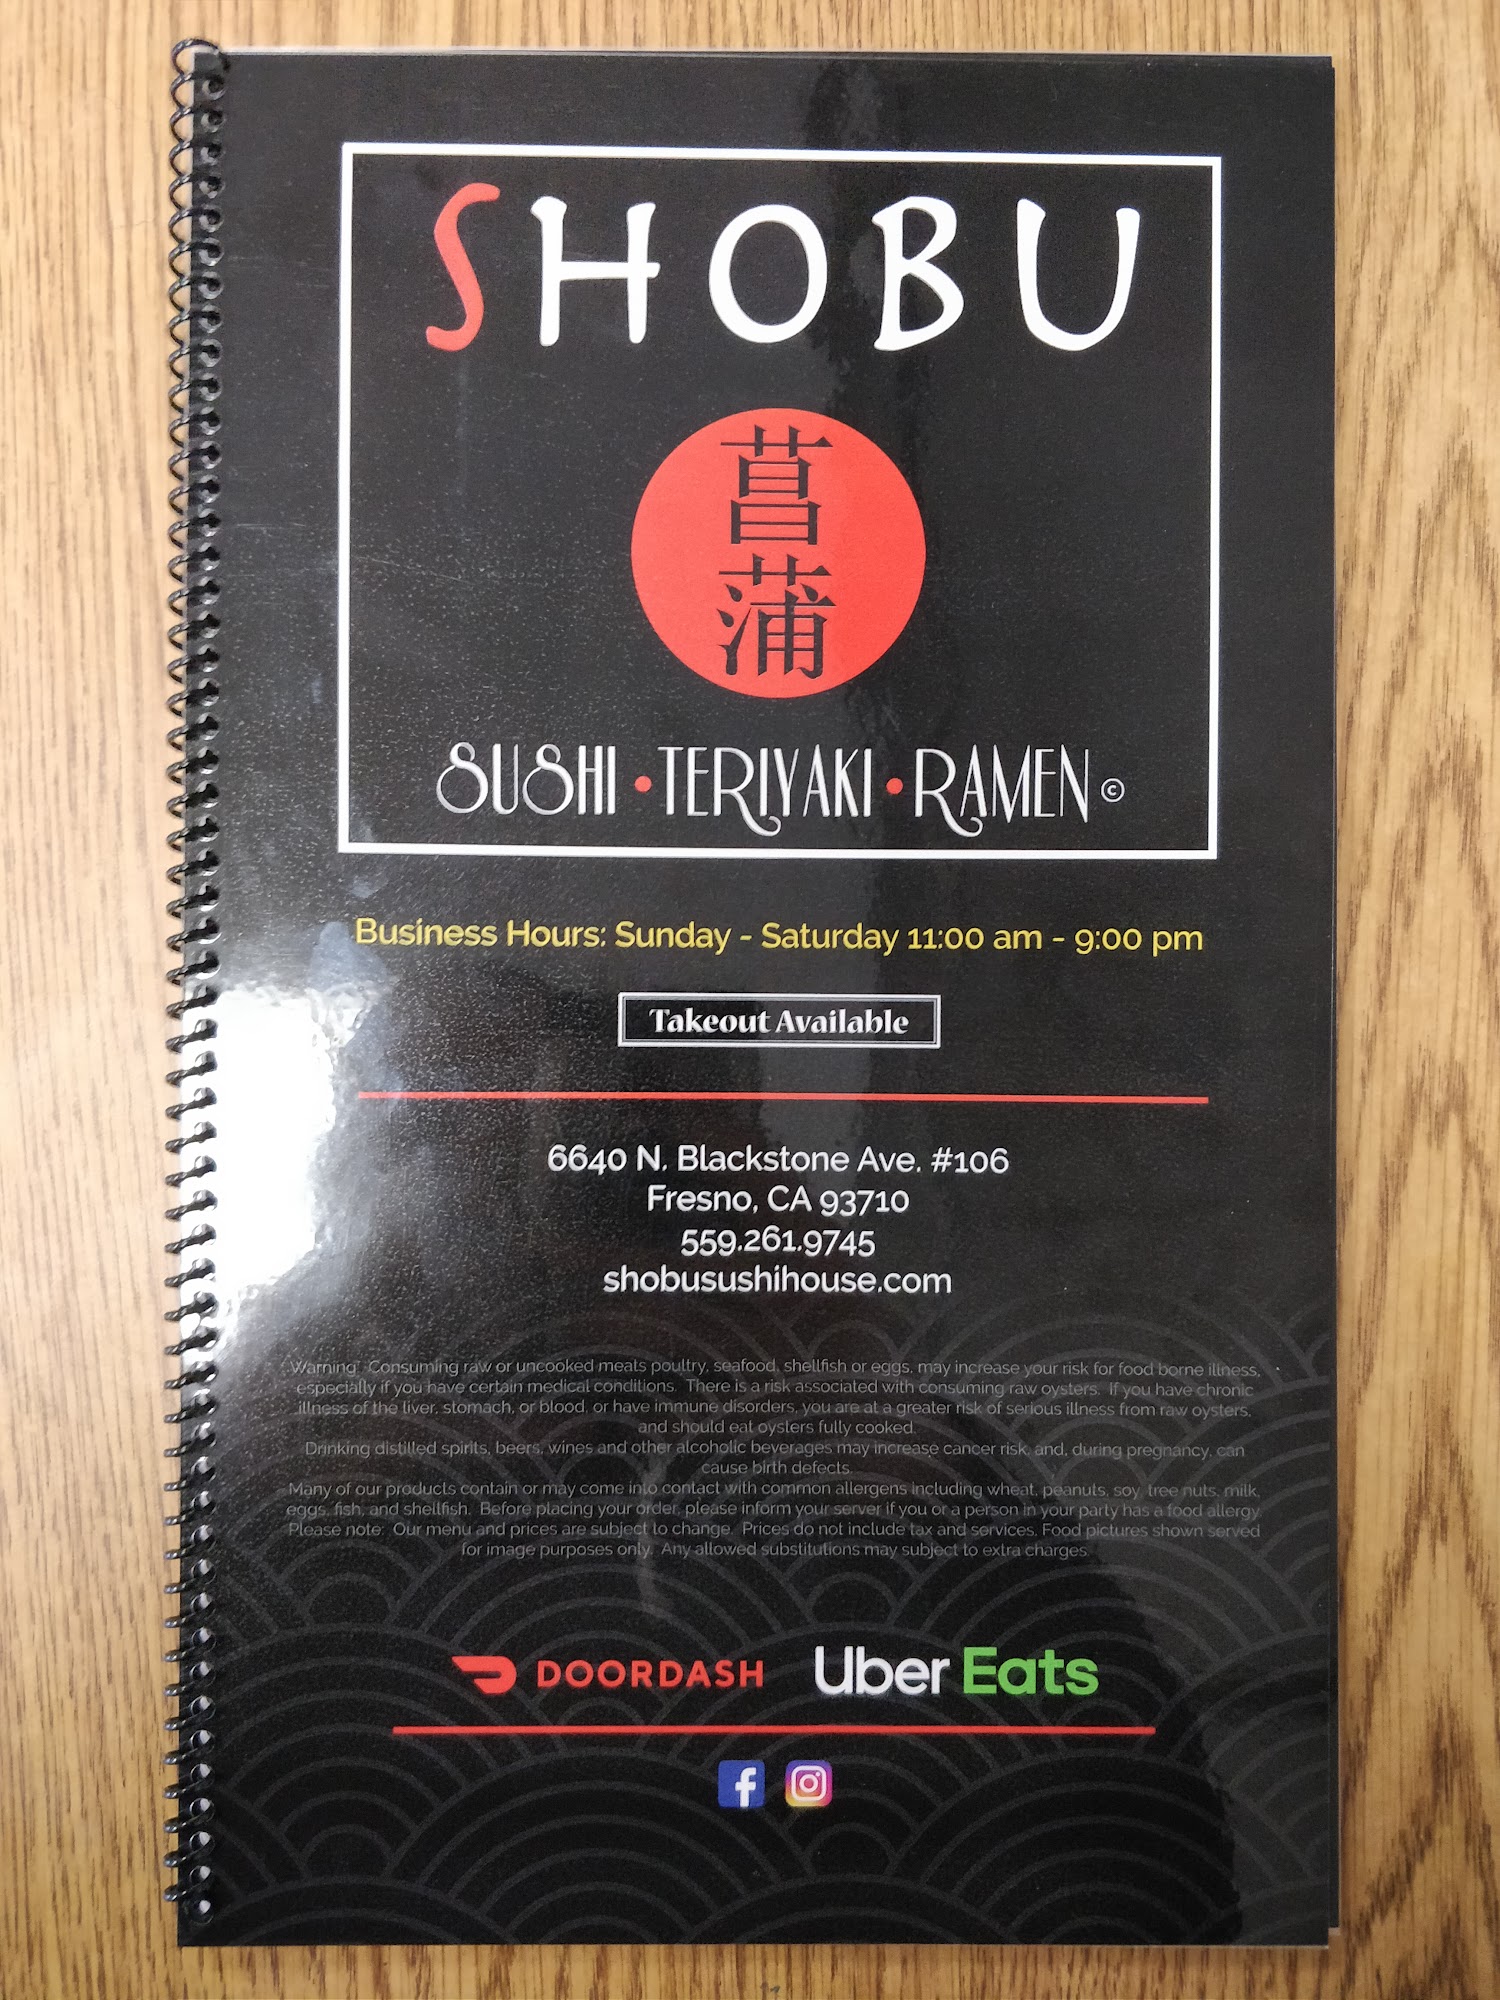 SHOBU
菖
蒲
SUSHI • TERIYAKI • RAMEN ©
Business Hours: Sunday - Saturday 11:00 am - 9:00 pm
Takeout Available
6640 N. Blackstone Ave. #106
Fresno, CA 93710
559.261.9745
shobusushihouse.com
Warning! Consuming raw or uncooked meats poultry, seafood, shellfish or eggs, may increase your risk for food borne illness,
especially if you have certain medical conditions. There is a risk associated with consuming raw oysters. If you have chronic
illness of the liver, stomach, or blood, or have immune disorders, you are at a greater risk of serious illness from raw oysters,
and should eat oysters fully cooked.
Drinking distilled spirits, beers, wines and other alcoholic beverages may increase cancer risk, and, during pregnancy, can
cause birth defects.
Many of our products contain or may come into contact with common allergens including wheat, peanuts, soy, tree nuts, milk,
eggs, fish, and shellfish. Before placing your order, please inform your server if you or a person in your party has a food allergy.
Please note: Our menu and prices are subject to change. Prices do not include tax and services. Food pictures shown served
for image purposes only. Any allowed substitutions may subject to extra charges.
DOORDASH Uber Eats